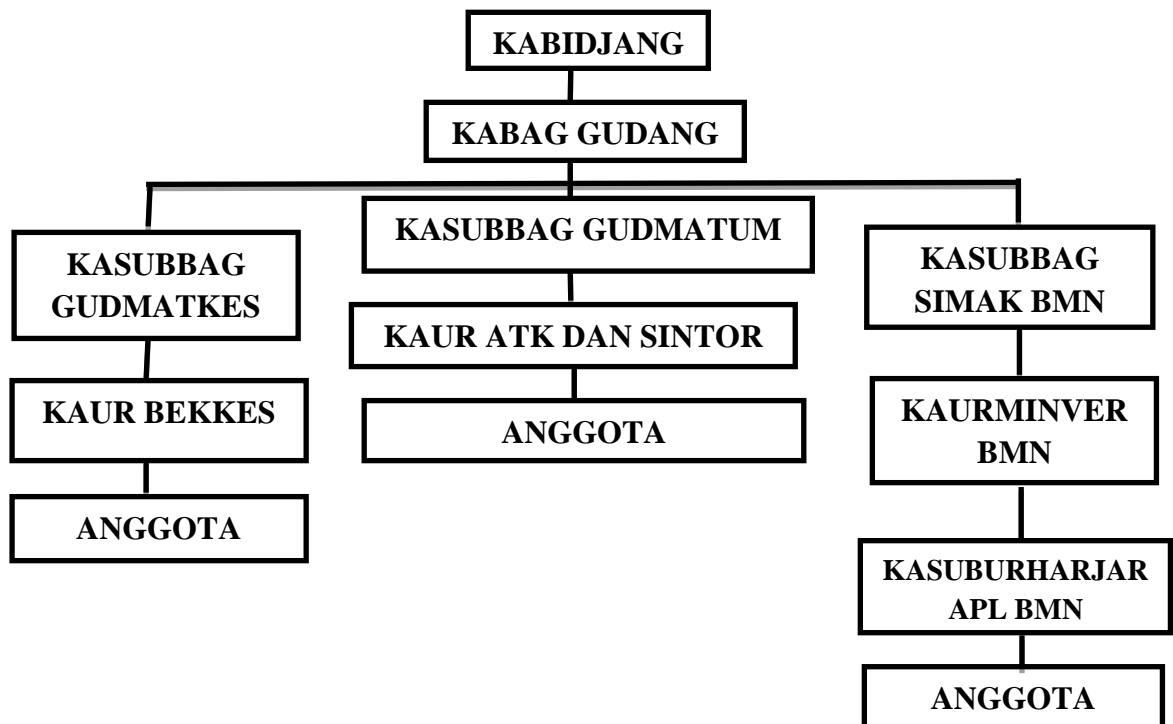 KABIDJANG
KABAG GUDANG
KASUBBAG
GUDMATKES
KAUR BEKKES
ANGGOTA
KASUBBAG GUDMATUM
KAUR ATK DAN SINTOR
ANGGOTA
KASUBBAG
SIMAK BMN
KAURMINVER
BMN
KASUBURHARJAR
APL BMN
ANGGOTA